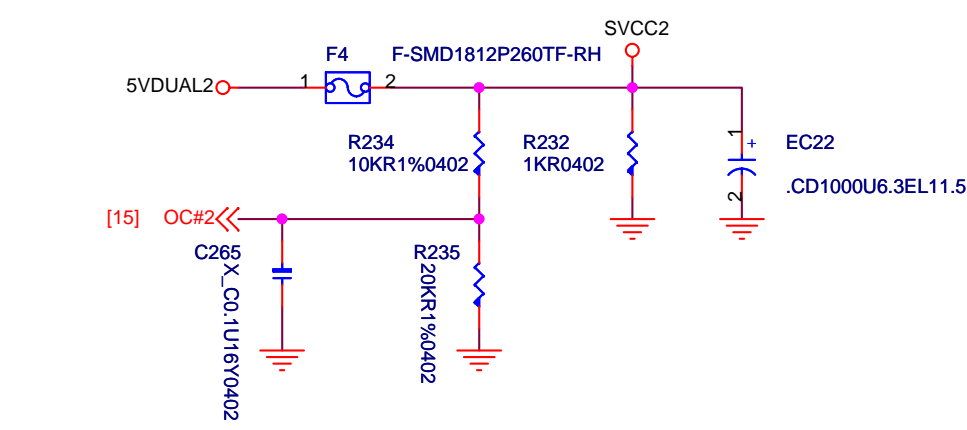 SVCC2
F4 F-SMD1812P260TF-RH
5VDUAL2 1 2
R234
10KR1%0402
R232
1KR0402
1
+
2
EC22
.CD1000U6.3EL11.5
[15] OC#2
C265
X_C0.1U16Y0402
R235
20KR1%0402